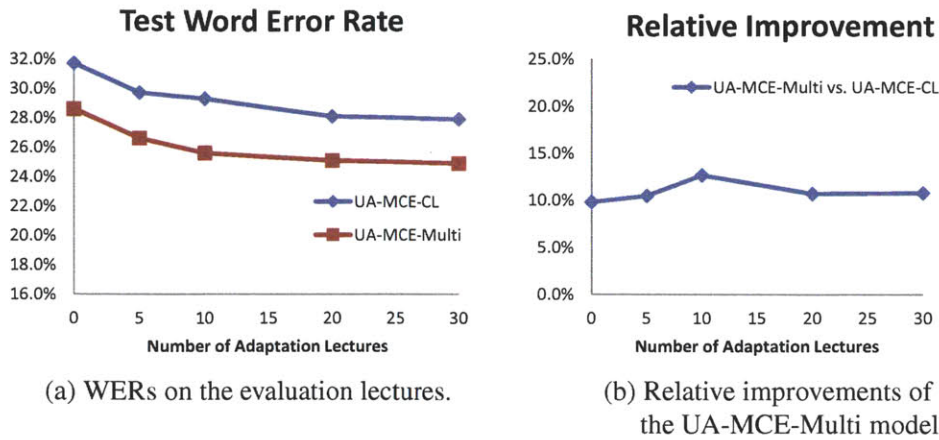 Test Word Error Rate
32.0%
30.0%
28.0%
26.0%
24.0%
22.0%
20.0%
18.0%
16.0%
UA-MCE-CL
UA-MCE-Multi
0 5 10 15 20 25 30
Number of Adaptation Lectures
(a) WERs on the evaluation lectures.
Relative Improvement
25.0%
20.0%
15.0%
10.0%
5.0%
0.0%
UA-MCE-Multi vs. UA-MCE-CL
0 5 10 15 20 25 30
Number of Adaptation Lectures
(b) Relative improvements of
the UA-MCE-Multi model